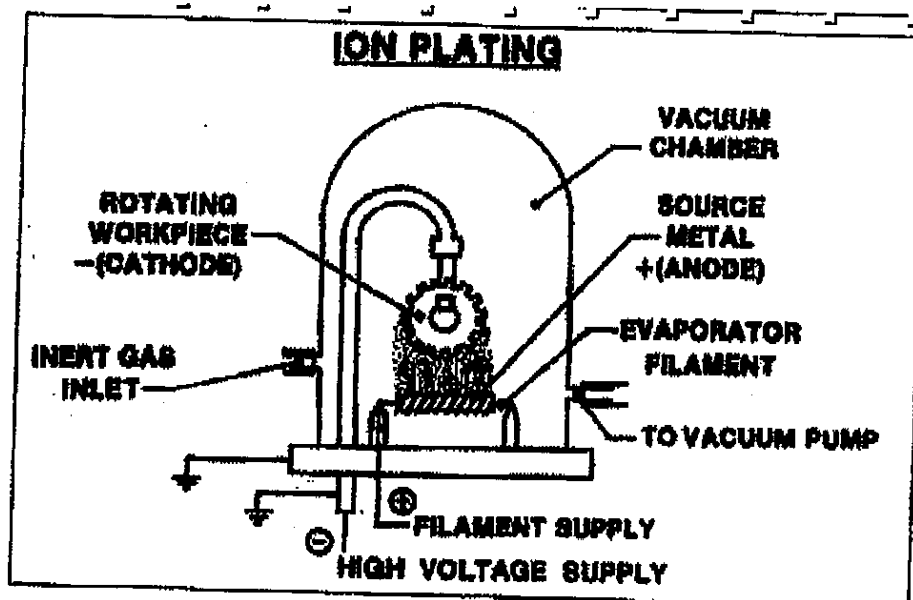 ION PLATING
VACUUM
CHAMBER
ROTATING
WORKPIECE
−(CATHODE)
SOURCE
METAL
+(ANODE)
INERT GAS
INLET
EVAPORATOR
FILAMENT
TO VACUUM PUMP
+
FILAMENT SUPPLY
−
HIGH VOLTAGE SUPPLY